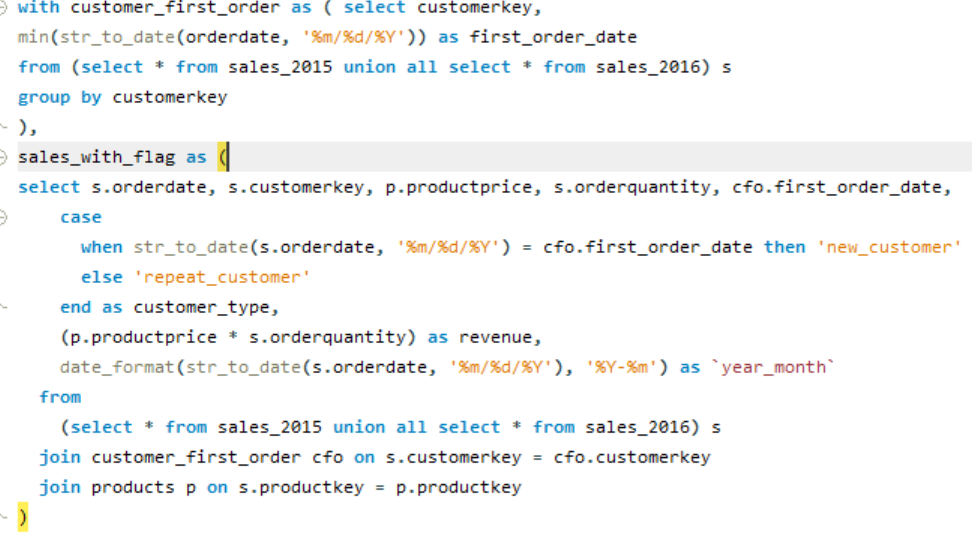 with customer_first_order as ( select customerkey,
min(str_to_date(orderdate, '%m/%d/%Y')) as first_order_date
from (select * from sales_2015 union all select * from sales_2016) s
group by customerkey
),
sales_with_flag as (
select s.orderdate, s.customerkey, p.productprice, s.orderquantity, cfo.first_order_date,
    case
      when str_to_date(s.orderdate, '%m/%d/%Y') = cfo.first_order_date then 'new_customer'
      else 'repeat_customer'
    end as customer_type,
    (p.productprice * s.orderquantity) as revenue,
    date_format(str_to_date(s.orderdate, '%m/%d/%Y'), '%Y-%m') as `year_month`
  from
    (select * from sales_2015 union all select * from sales_2016) s
  join customer_first_order cfo on s.customerkey = cfo.customerkey
  join products p on s.productkey = p.productkey
)